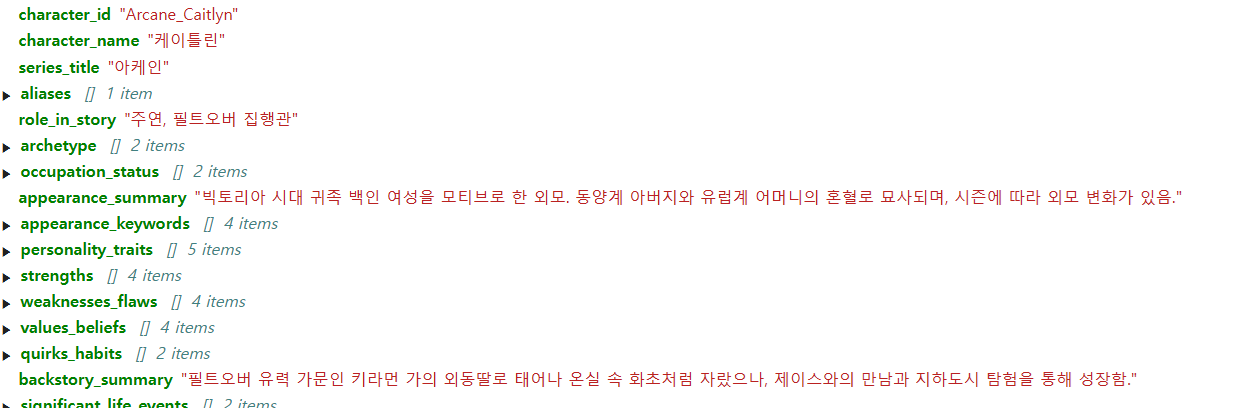 character_id "Arcane_Caitlyn"
character_name "케이틀린"
series_title "아케인"
aliases [] 1 item
role_in_story "주연, 필트오버 집행관"
archetype [] 2 items
occupation_status [] 2 items
appearance_summary "빅토리아 시대 귀족 백인 여성을 모티브로 한 외모. 동양계 아버지와 유럽계 어머니의 혼혈로 묘사되며, 시즌에 따라 외모 변화가 있음."
appearance_keywords [] 4 items
personality_traits [] 5 items
strengths [] 4 items
weaknesses_flaws [] 4 items
values_beliefs [] 4 items
quirks_habits [] 2 items
backstory_summary "필트오버 유력 가문인 키라먼 가의 외동딸로 태어나 온실 속 화초처럼 자랐으나, 제이스와의 만남과 지하도시 탐험을 통해 성장함."
significant_life_events [] 2 items